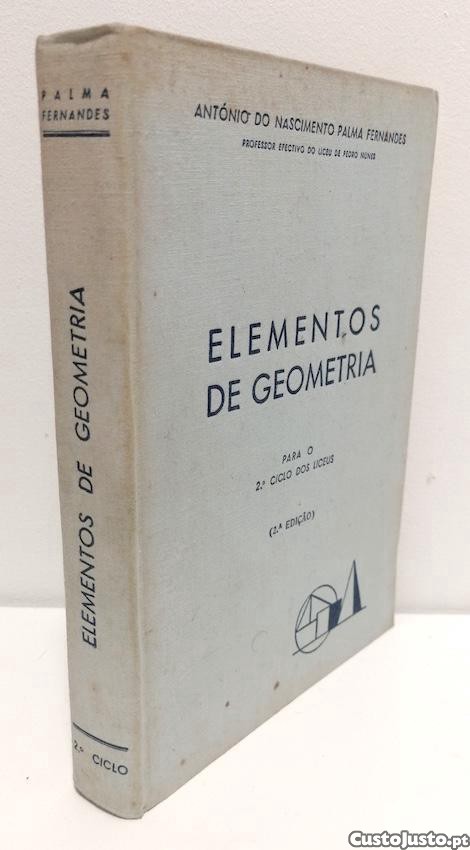 PALMA
FERNANDES
ELEMENTOS DE GEOMETRIA
2.º CICLO
ANTÓNIO DO NASCIMENTO PALMA FERNANDES
PROFESSOR EFECTIVO DO LICEU DE PEDRO NUNES
ELEMENTOS
DE GEOMETRIA
PARA O
2.º CICLO DOS LICEUS
(2.ª EDIÇÃO)
CustoJusto.pt